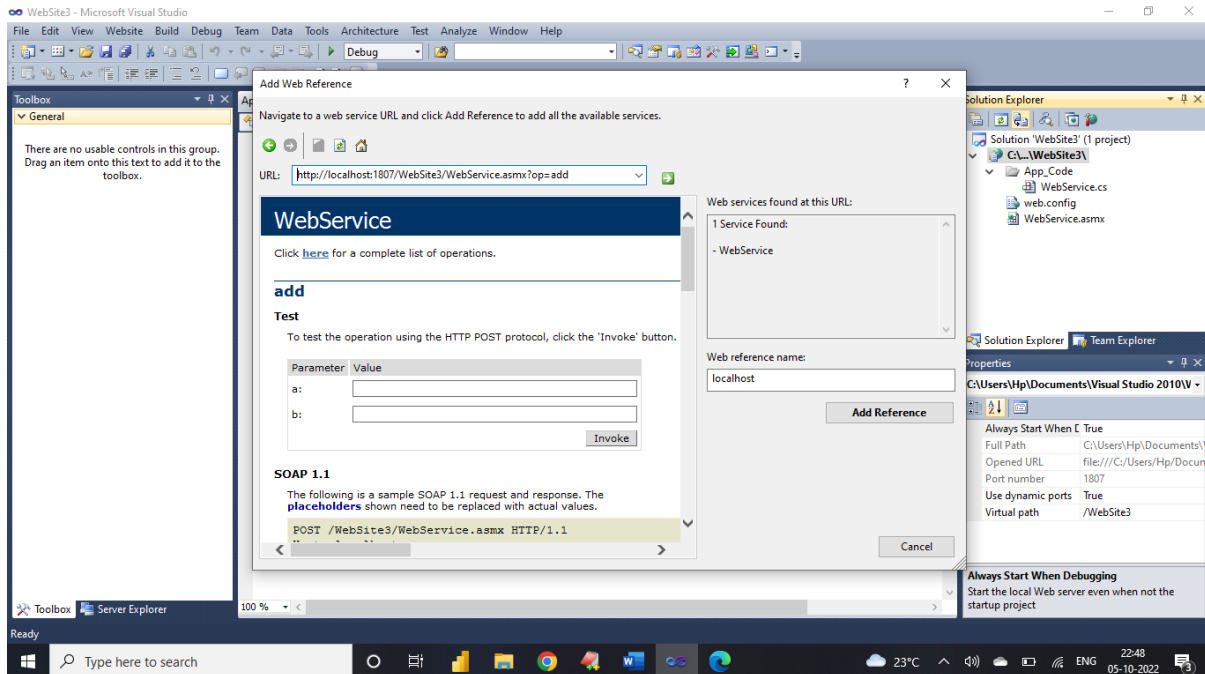 WebSite3 - Microsoft Visual Studio
File Edit View Website Build Debug Team Data Tools Architecture Test Analyze Window Help
Debug
Toolbox
General
There are no usable controls in this group.
Drag an item onto this text to add it to the
toolbox.
Toolbox Server Explorer
Ap
Add Web Reference
Navigate to a web service URL and click Add Reference to add all the available services.
URL: http://localhost:1807/WebSite3/WebService.asmx?op=add
WebService
Click here for a complete list of operations.
add
Test
To test the operation using the HTTP POST protocol, click the 'Invoke' button.
Parameter Value
a:
b:
Invoke
SOAP 1.1
The following is a sample SOAP 1.1 request and response. The
placeholders shown need to be replaced with actual values.
POST /WebSite3/WebService.asmx HTTP/1.1
Web services found at this URL:
1 Service Found:
- WebService
Web reference name:
localhost
Add Reference
Cancel
100 %
Solution Explorer
Solution 'WebSite3' (1 project)
C:\...\WebSite3\
App_Code
WebService.cs
web.config
WebService.asmx
Solution Explorer Team Explorer
Properties
C:\Users\Hp\Documents\Visual Studio 2010\
Always Start When D True
Full Path C:\Users\Hp\Documents\
Opened URL file:///C:/Users/Hp/Docun
Port number 1807
Use dynamic ports True
Virtual path /WebSite3
Always Start When Debugging
Start the local Web server even when not the
startup project
Ready
Type here to search
23°C
ENG
22:48
05-10-2022
3